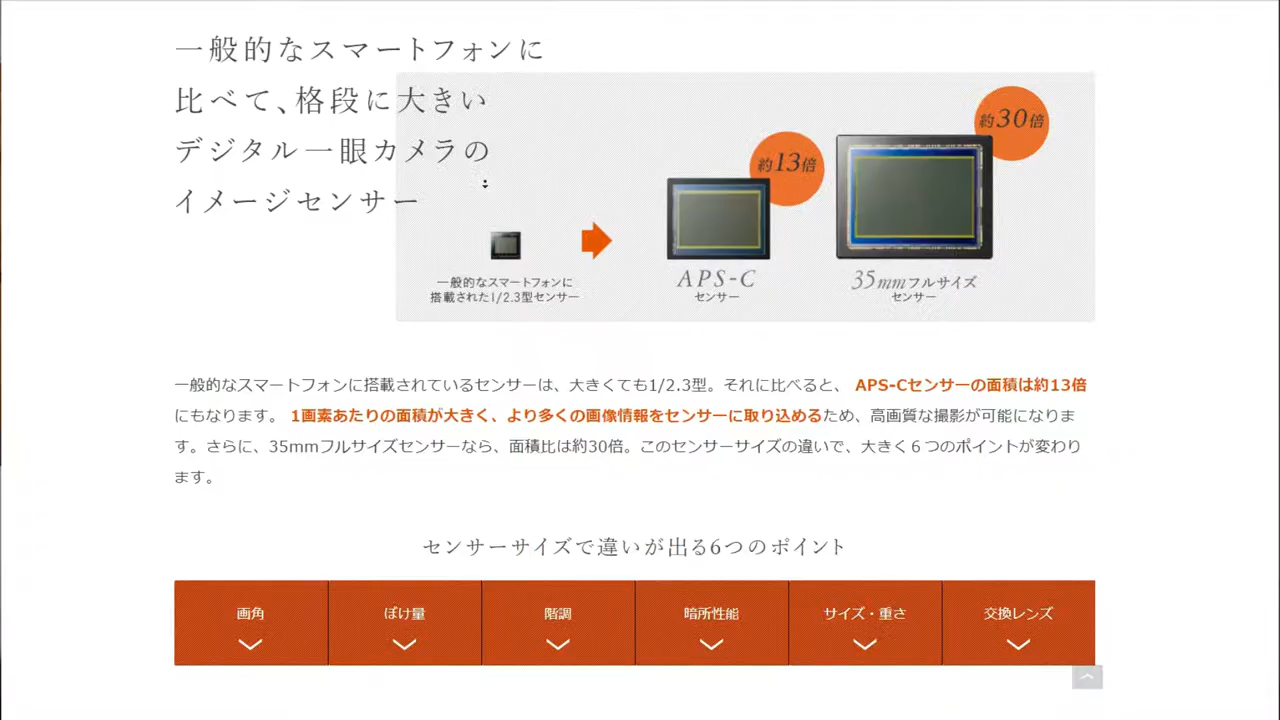 一般的なスマートフォンに
比べて、格段に大きい
デジタル一眼カメラの
イメージセンサー
約30倍
約13倍
一般的なスマートフォンに
搭載された1/2.3型センサー
APS-C
センサー
35mmフルサイズ
センサー
一般的なスマートフォンに搭載されているセンサーは、大きくても1/2.3型。それに比べると、 APS-Cセンサーの面積は約13倍
にもなります。 1画素あたりの面積が大きく、より多くの画像情報をセンサーに取り込めるため、高画質な撮影が可能になりま
す。さらに、35mmフルサイズセンサーなら、面積比は約30倍。このセンサーサイズの違いで、大きく６つのポイントが変わり
ます。
センサーサイズで違いが出る6つのポイント
画角
ぼけ量
階調
暗所性能
サイズ・重さ
交換レンズ